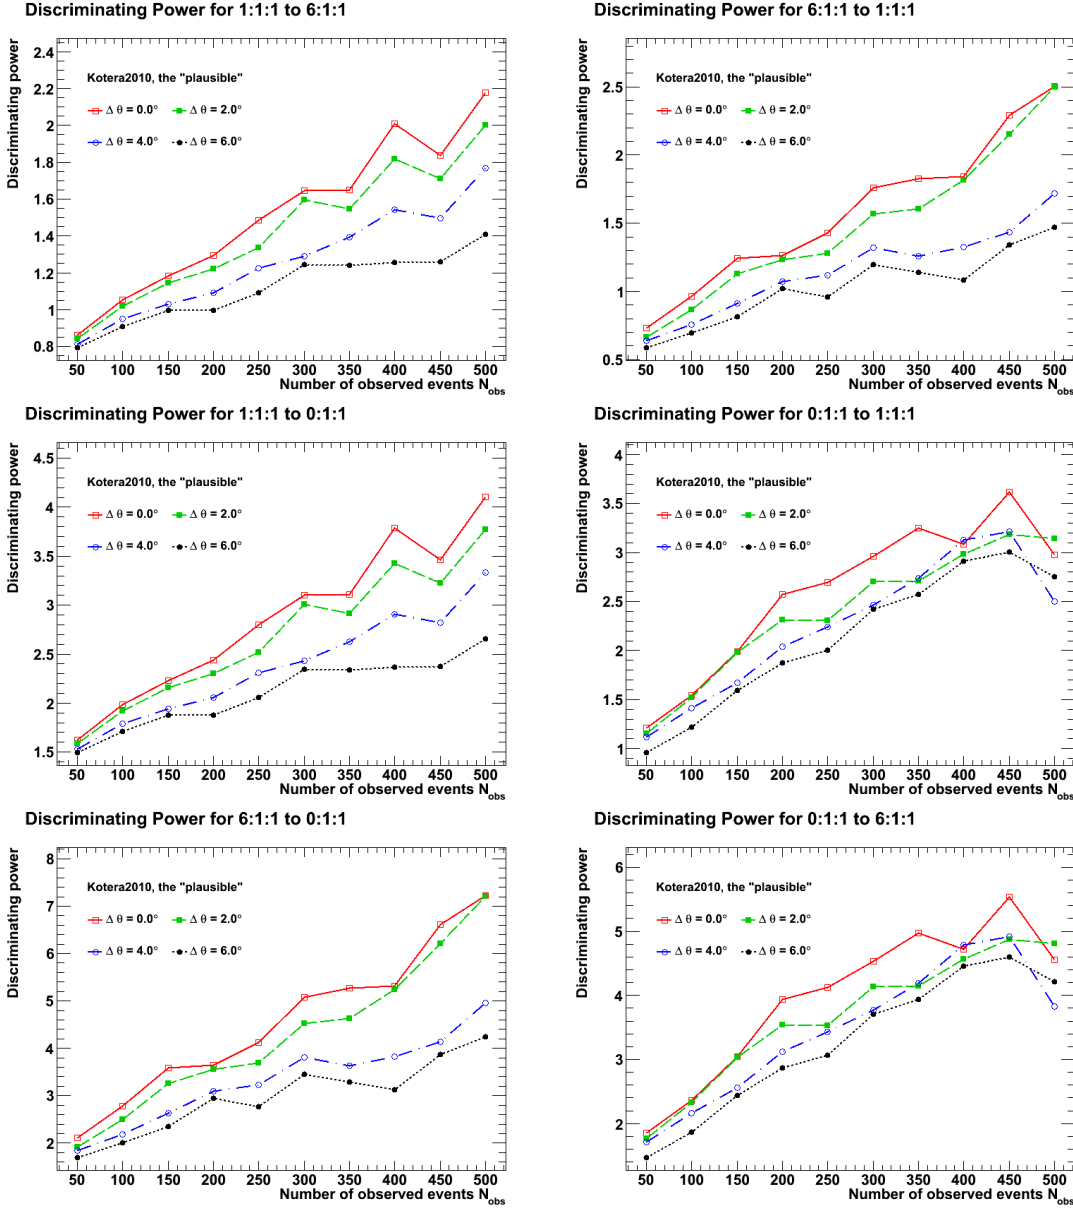 Discriminating Power for 1:1:1 to 6:1:1
Discriminating power
Kotera2010, the "plausible"
Δ θ = 0.0° Δ θ = 2.0°
Δ θ = 4.0° Δ θ = 6.0°
2.4
2.2
2
1.8
1.6
1.4
1.2
1
0.8
50 100 150 200 250 300 350 400 450 500
Number of observed events Nobs
Discriminating Power for 6:1:1 to 1:1:1
Discriminating power
Kotera2010, the "plausible"
Δ θ = 0.0° Δ θ = 2.0°
Δ θ = 4.0° Δ θ = 6.0°
2.5
2
1.5
1
0.5
50 100 150 200 250 300 350 400 450 500
Number of observed events Nobs
Discriminating Power for 1:1:1 to 0:1:1
Discriminating power
Kotera2010, the "plausible"
Δ θ = 0.0° Δ θ = 2.0°
Δ θ = 4.0° Δ θ = 6.0°
4.5
4
3.5
3
2.5
2
1.5
50 100 150 200 250 300 350 400 450 500
Number of observed events Nobs
Discriminating Power for 0:1:1 to 1:1:1
Discriminating power
Kotera2010, the "plausible"
Δ θ = 0.0° Δ θ = 2.0°
Δ θ = 4.0° Δ θ = 6.0°
4
3.5
3
2.5
2
1.5
1
50 100 150 200 250 300 350 400 450 500
Number of observed events Nobs
Discriminating Power for 6:1:1 to 0:1:1
Discriminating power
Kotera2010, the "plausible"
Δ θ = 0.0° Δ θ = 2.0°
Δ θ = 4.0° Δ θ = 6.0°
8
7
6
5
4
3
2
50 100 150 200 250 300 350 400 450 500
Number of observed events Nobs
Discriminating Power for 0:1:1 to 6:1:1
Discriminating power
Kotera2010, the "plausible"
Δ θ = 0.0° Δ θ = 2.0°
Δ θ = 4.0° Δ θ = 6.0°
6
5
4
3
2
50 100 150 200 250 300 350 400 450 500
Number of observed events Nobs